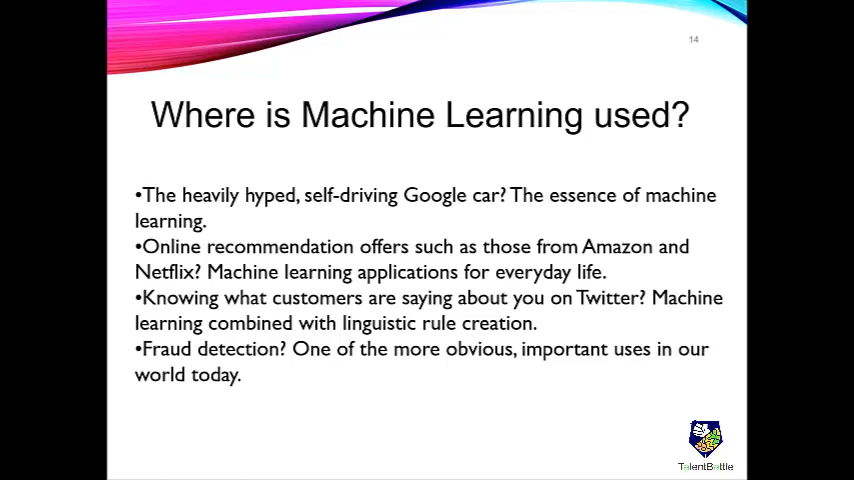 14
Where is Machine Learning used?
•The heavily hyped, self-driving Google car? The essence of machine
learning.
•Online recommendation offers such as those from Amazon and
Netflix? Machine learning applications for everyday life.
•Knowing what customers are saying about you on Twitter? Machine
learning combined with linguistic rule creation.
•Fraud detection? One of the more obvious, important uses in our
world today.
TalentBattle